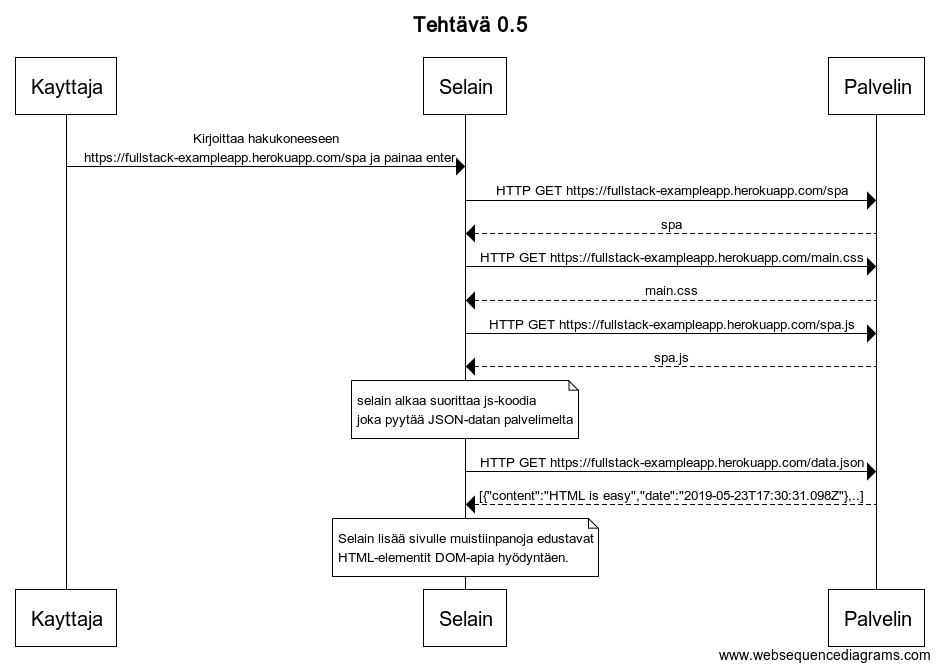 Tehtävä 0.5
Kayttaja
Selain
Palvelin
Kirjoittaa hakukoneeseen
https://fullstack-exampleapp.herokuapp.com/spa ja painaa enter
HTTP GET https://fullstack-exampleapp.herokuapp.com/spa
spa
HTTP GET https://fullstack-exampleapp.herokuapp.com/main.css
main.css
HTTP GET https://fullstack-exampleapp.herokuapp.com/spa.js
spa.js
selain alkaa suorittaa js-koodia
joka pyytää JSON-datan palvelimelta
HTTP GET https://fullstack-exampleapp.herokuapp.com/data.json
[{"content":"HTML is easy","date":"2019-05-23T17:30:31.098Z"},..]
Selain lisää sivulle muistiinpanoja edustavat
HTML-elementit DOM-apia hyödyntäen.
Kayttaja
Selain
Palvelin
www.websequencediagrams.com